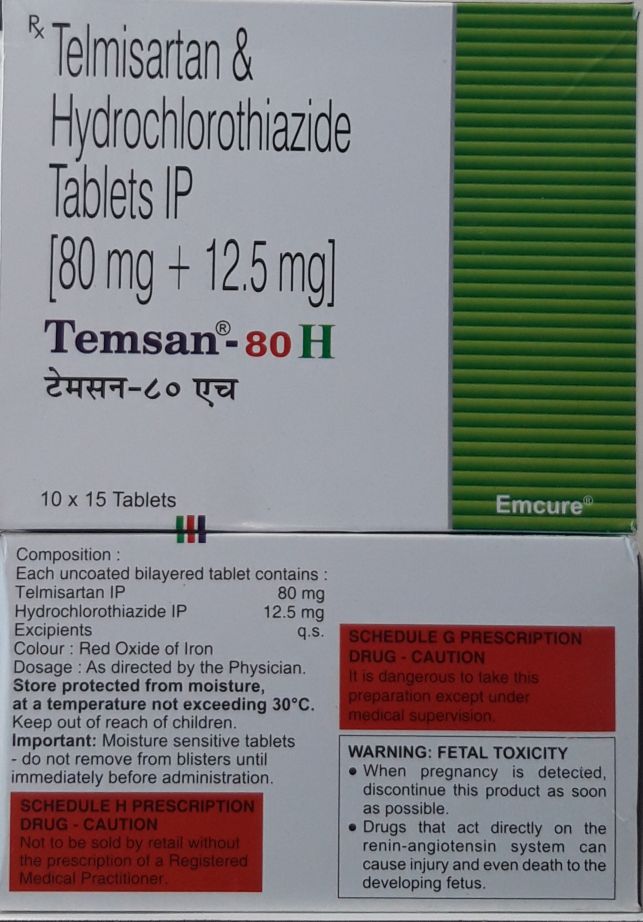 Rx Telmisartan &
Hydrochlorothiazide
Tablets IP
[80 mg + 12.5 mg]
Temsan®-80 H
टेमसन-८० एच
10 x 15 Tablets
Emcure®
Composition :
Each uncoated bilayered tablet contains :
Telmisartan IP 80 mg
Hydrochlorothiazide IP 12.5 mg
Excipients q.s.
Colour : Red Oxide of Iron
Dosage : As directed by the Physician.
Store protected from moisture,
at a temperature not exceeding 30°C.
Keep out of reach of children.
Important: Moisture sensitive tablets
- do not remove from blisters until
immediately before administration.
SCHEDULE H PRESCRIPTION
DRUG - CAUTION
Not to be sold by retail without
the prescription of a Registered
Medical Practitioner.
SCHEDULE G PRESCRIPTION
DRUG - CAUTION
It is dangerous to take this
preparation except under
medical supervision.
WARNING: FETAL TOXICITY
• When pregnancy is detected,
discontinue this product as soon
as possible.
• Drugs that act directly on the
renin-angiotensin system can
cause injury and even death to the
developing fetus.